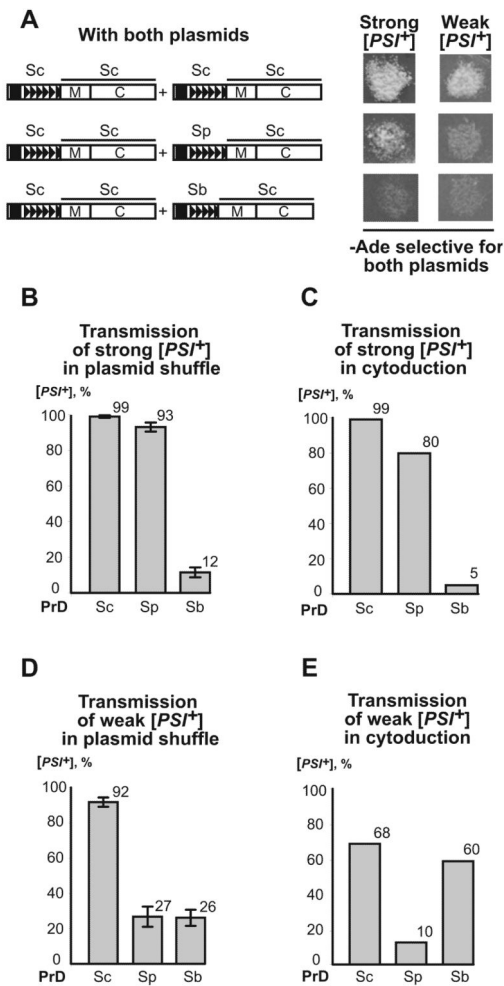 A
With both plasmids
Strong [PSI+]
Weak [PSI+]
Sc Sc Sc Sc
M C + M C
Sc Sc Sp Sc
M C + M C
Sc Sc Sb Sc
M C + M C
-Ade selective for
both plasmids
B
Transmission
of strong [PSI+]
in plasmid shuffle
[PSI+], %
100
80
60
40
20
0
99
93
12
PrD Sc Sp Sb
C
Transmission
of strong [PSI+]
in cytoduction
[PSI+], %
100
80
60
40
20
0
99
80
5
PrD Sc Sp Sb
D
Transmission
of weak [PSI+]
in plasmid shuffle
[PSI+], %
100
80
60
40
20
0
92
27
26
PrD Sc Sp Sb
E
Transmission
of weak [PSI+]
in cytoduction
[PSI+], %
100
80
60
40
20
0
68
10
60
PrD Sc Sp Sb